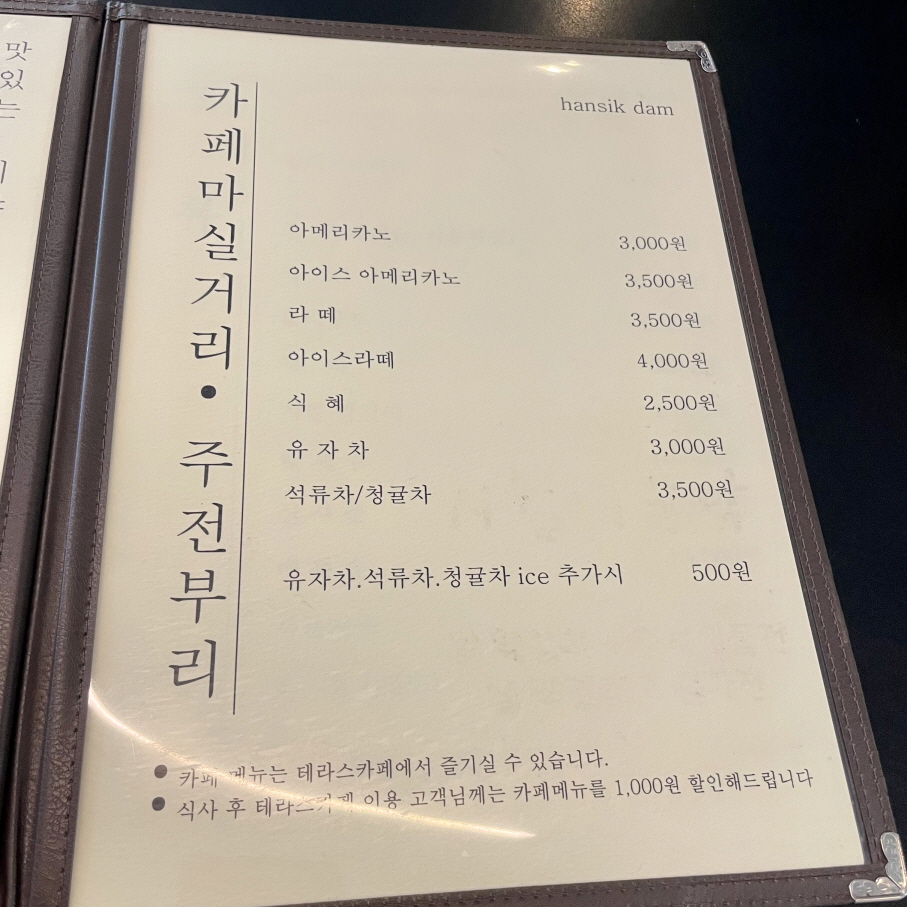 맛
있
는
hansik dam
카페마실거리• 주전부리
아메리카노 3,000원
아이스 아메리카노 3,500원
라 떼 3,500원
아이스라떼 4,000원
식 혜 2,500원
유 자 차 3,000원
석류차/청귤차 3,500원
유자차.석류차.청귤차 ice 추가시 500원
• 카페 메뉴는 테라스카페에서 즐기실 수 있습니다.
• 식사 후 테라스카페 이용 고객님께는 카페메뉴를 1,000원 할인해드립니다